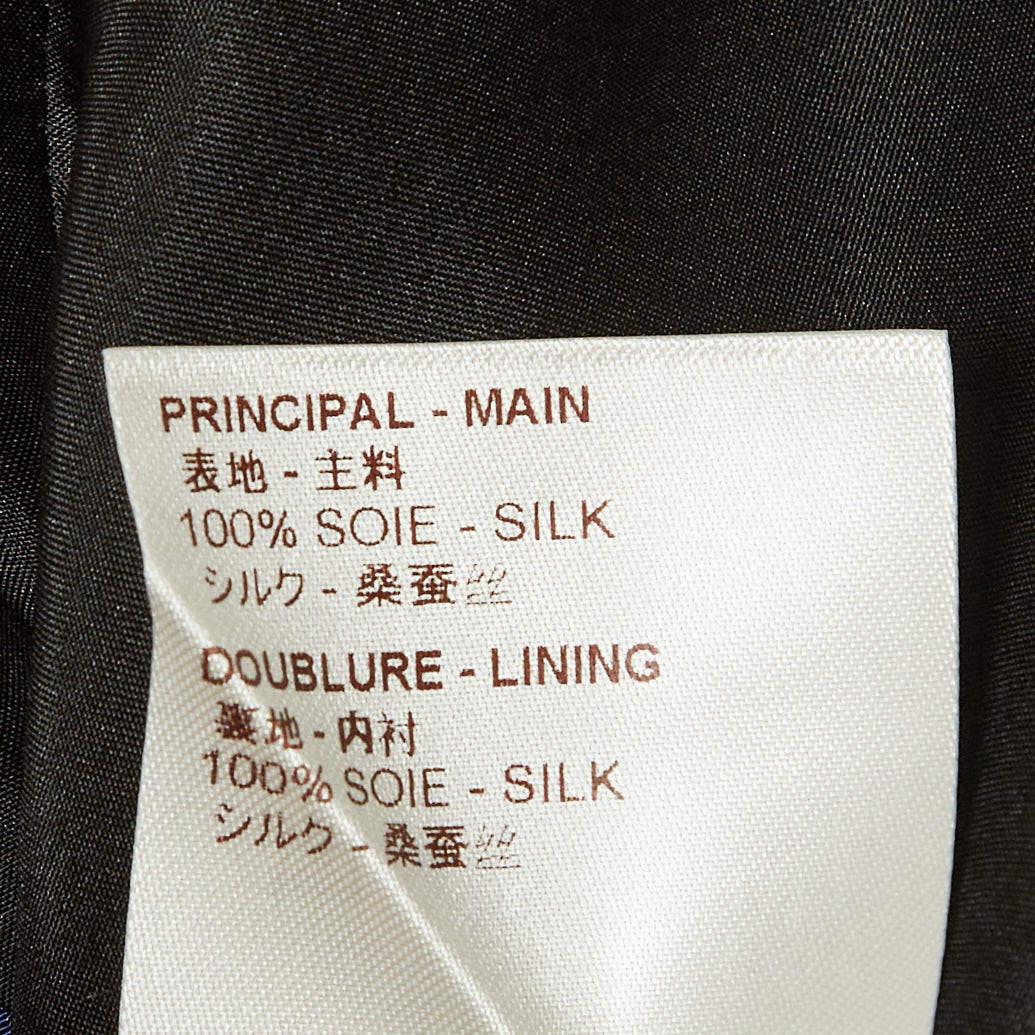 PRINCIPAL - MAIN
表地 - 主料
100% SOIE - SILK
シルク - 桑蚕丝
DOUBLURE - LINING
裏地 - 内衬
100% SOIE - SILK
シルク - 桑蚕丝